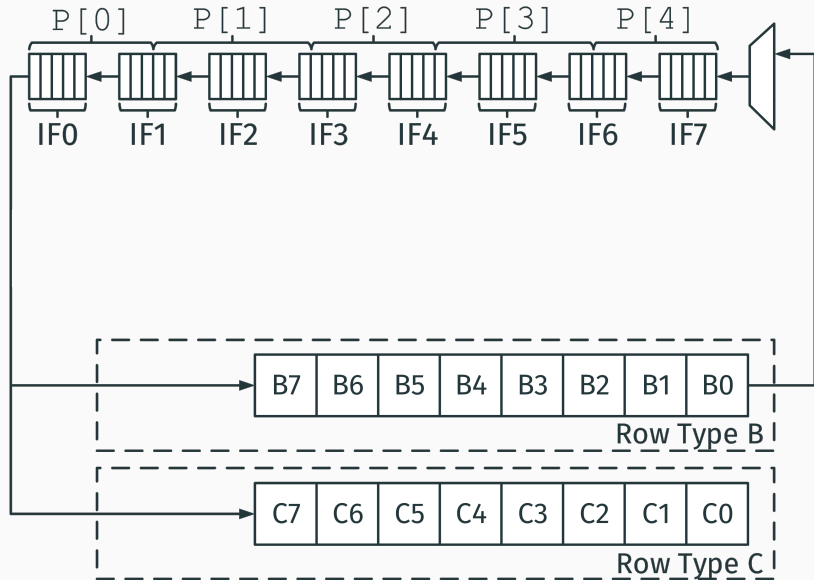 P[0] P[1] P[2] P[3] P[4]
IF0 IF1 IF2 IF3 IF4 IF5 IF6 IF7
B7 B6 B5 B4 B3 B2 B1 B0
Row Type B
C7 C6 C5 C4 C3 C2 C1 C0
Row Type C